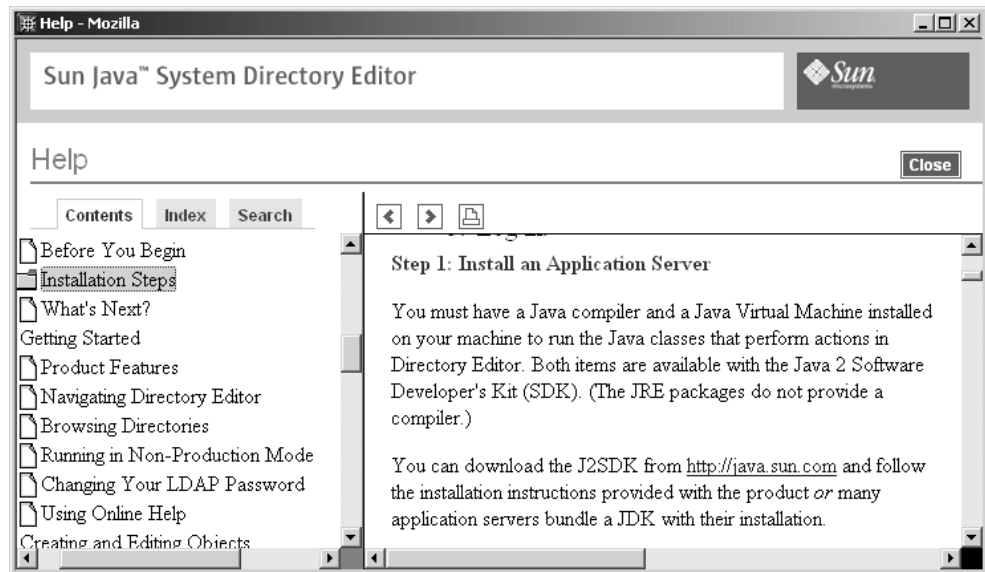 Help - Mozilla
Sun Java™ System Directory Editor
Sun
microsystems
Help
Close
Contents Index Search
Before You Begin
Installation Steps
What's Next?
Getting Started
Product Features
Navigating Directory Editor
Browsing Directories
Running in Non-Production Mode
Changing Your LDAP Password
Using Online Help
Creating and Editing Objects
Step 1: Install an Application Server
You must have a Java compiler and a Java Virtual Machine installed
on your machine to run the Java classes that perform actions in
Directory Editor. Both items are available with the Java 2 Software
Developer's Kit (SDK). (The JRE packages do not provide a
compiler.)
You can download the J2SDK from http://java.sun.com and follow
the installation instructions provided with the product or many
application servers bundle a JDK with their installation.